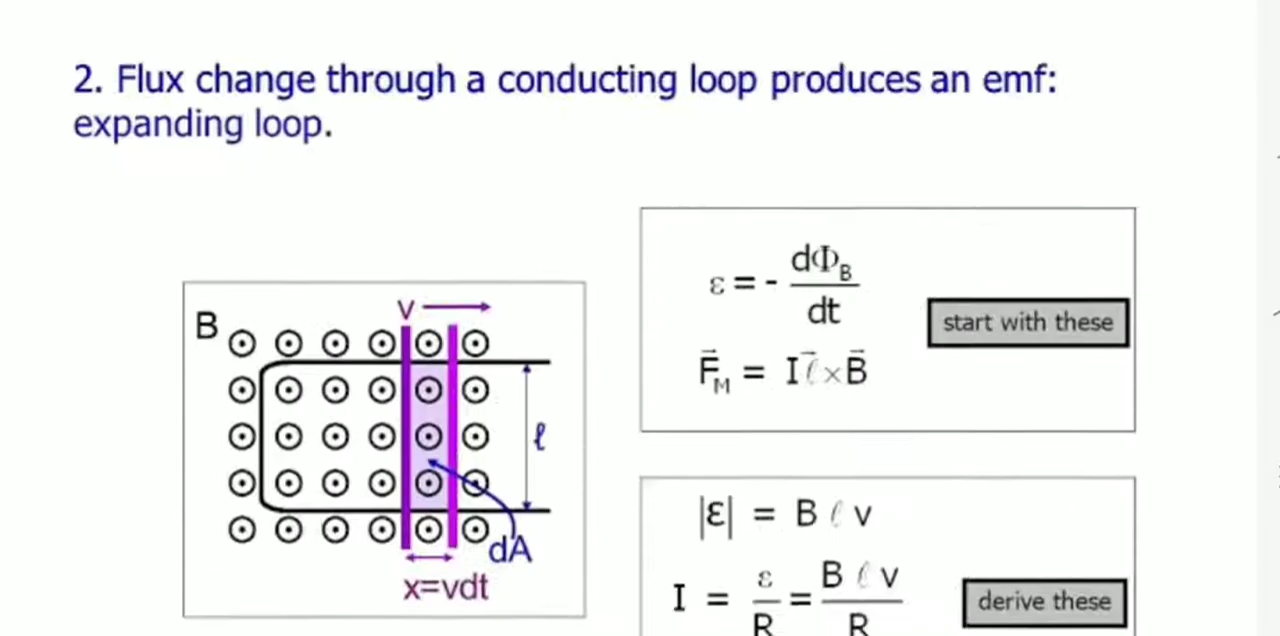 2. Flux change through a conducting loop produces an emf:
expanding loop.
B
v
ℓ
dA
x=vdt
ε = - dΦB/dt
F⃗M = Iℓ⃗×B⃗
start with these
|ε| = B ℓ v
I = ε/R = B ℓ v/R
derive these